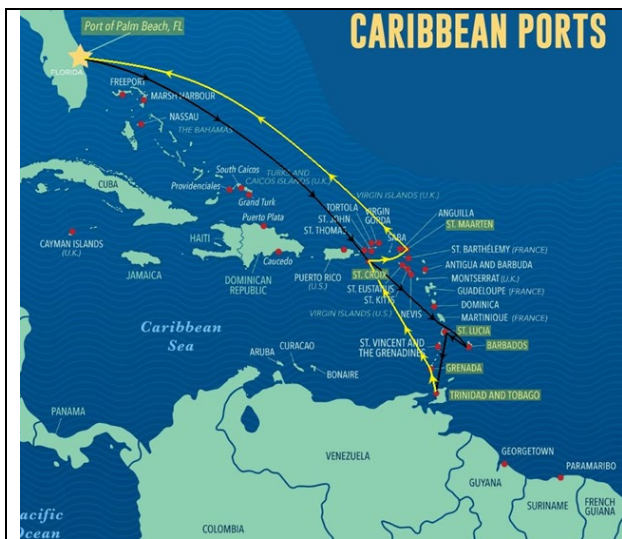 CARIBBEAN PORTS
Port of Palm Beach, FL
FLORIDA
FREEPORT
MARSH HARBOUR
NASSAU
THE BAHAMAS
CUBA
South Caicos
TURKS AND
CAICOS ISLANDS (U.K.)
Providenciales
Grand Turk
Puerto Plata
CAYMAN ISLANDS
(U.K.)
JAMAICA
HAITI
DOMINICAN
REPUBLIC
Caucedo
PUERTO RICO
(U.S.)
VIRGIN ISLANDS (U.K.)
TORTOLA
VIRGIN
GORDA
ST. JOHN
ST. THOMAS
SABA
ANGUILLA
ST. MAARTEN
ST. BARTHÉLEMY (FRANCE)
ST. CROIX
ANTIGUA AND BARBUDA
ST. EUSTATIUS
MONTSERRAT (U.K.)
ST. KITTS
GUADELOUPE (FRANCE)
NEVIS
DOMINICA
VIRGIN ISLANDS (U.S.)
MARTINIQUE (FRANCE)
ST. LUCIA
ST. VINCENT AND
THE GRENADINES
BARBADOS
GRENADA
TRINIDAD AND TOBAGO
Caribbean
Sea
ARUBA
CURACAO
BONAIRE
PANAMA
VENEZUELA
GEORGETOWN
PARAMARIBO
GUYANA
SURINAME
FRENCH
GUIANA
COLOMBIA
acific
Ocean